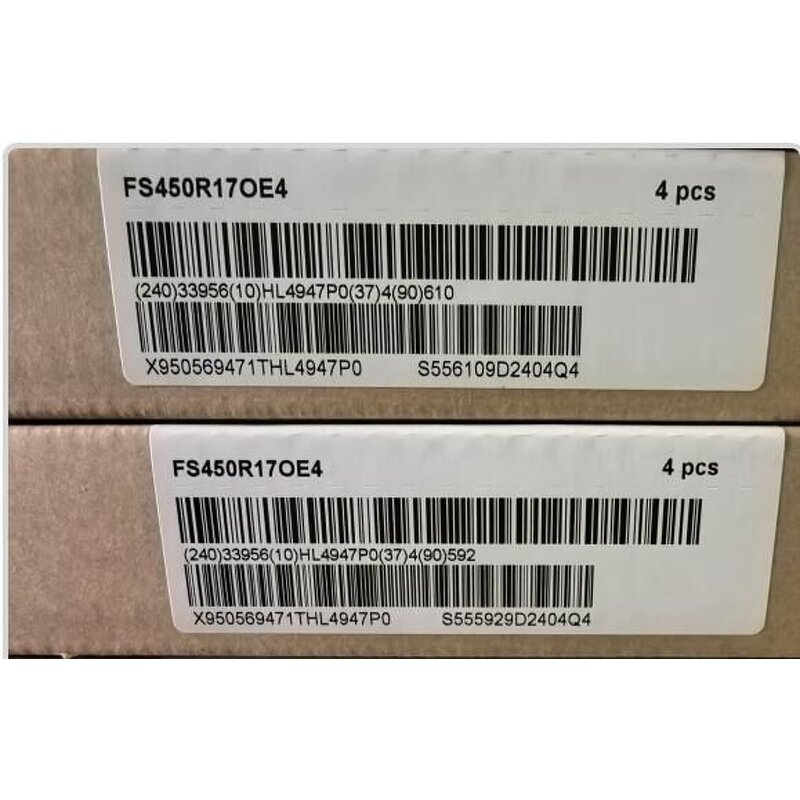 FS450R17OE4 4 pcs
(240)33956(10)HL4947P0(37)4(90)610
X950569471THL4947P0 S556109D2404Q4
FS450R17OE4 4 pcs
(240)33956(10)HL4947P0(37)4(90)592
X950569471THL4947P0 S555929D2404Q4